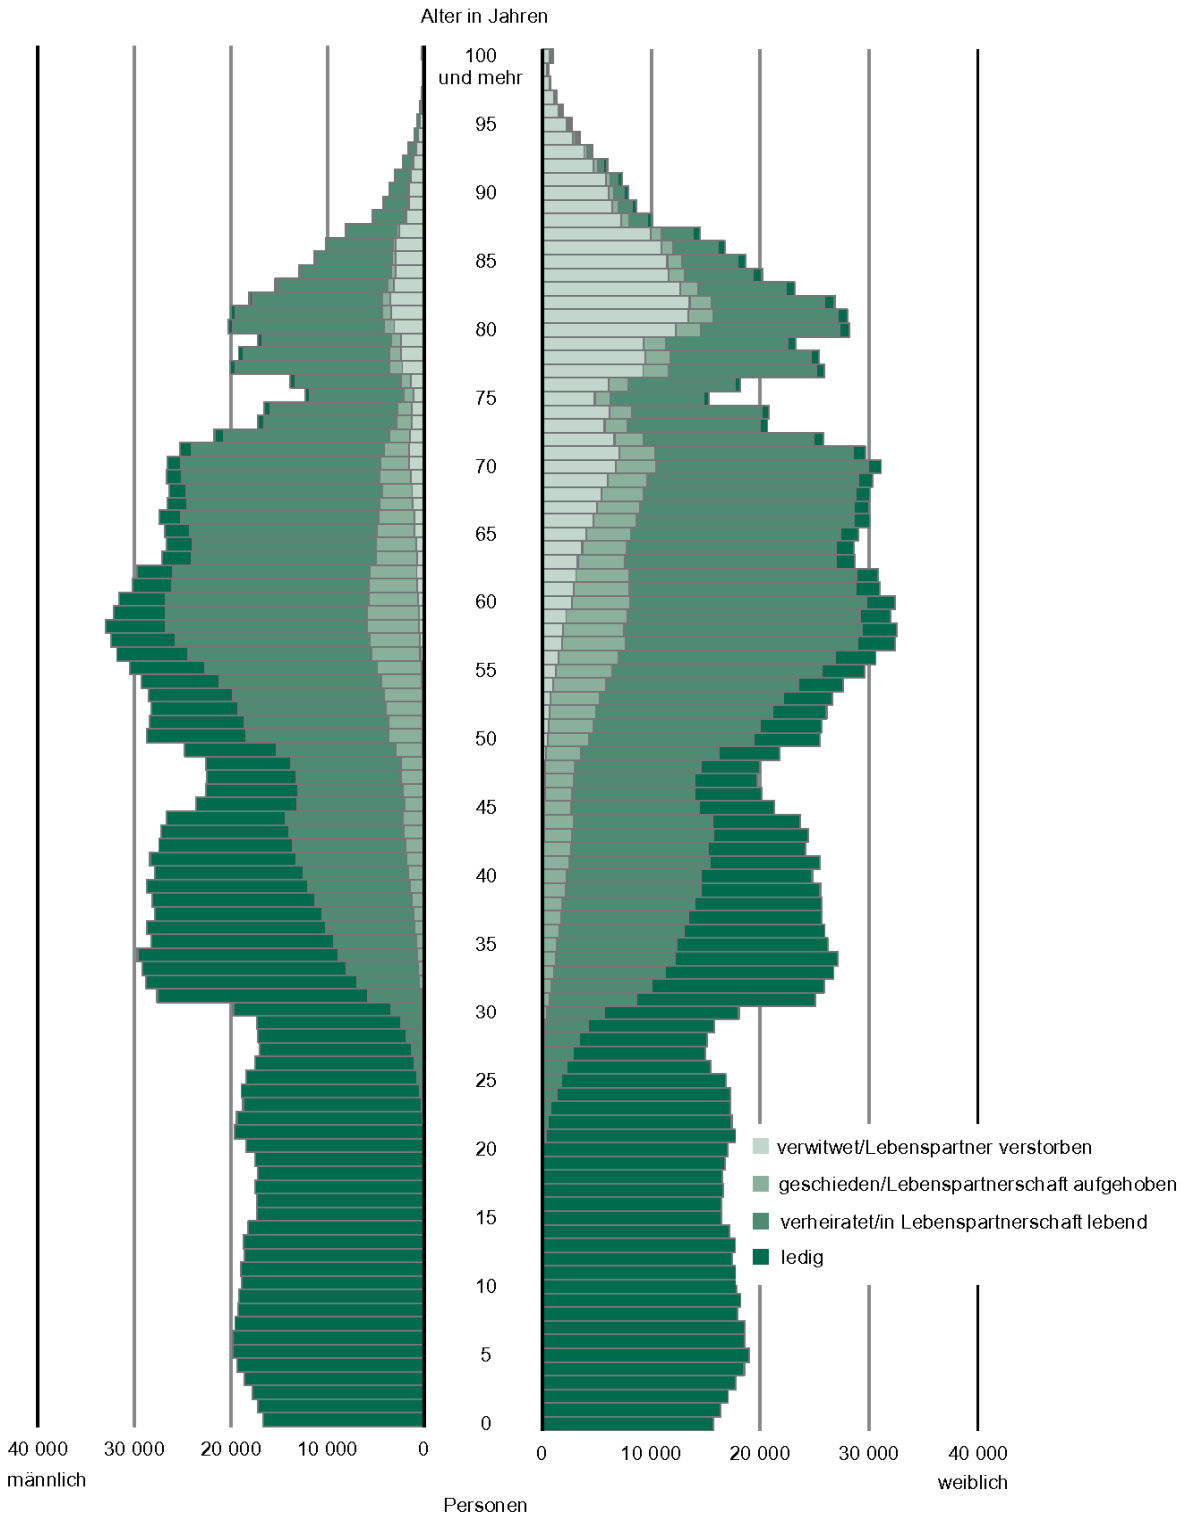 Alter in Jahren
100
und mehr
95
90
85
80
75
70
65
60
55
50
45
40
35
30
25
20
15
10
5
0
verwitwet/Lebenspartner verstorben
geschieden/Lebenspartnerschaft aufgehoben
verheiratet/in Lebenspartnerschaft lebend
ledig
40 000 30 000 20 000 10 000 0
0 10 000 20 000 30 000 40 000
männlich
weiblich
Personen